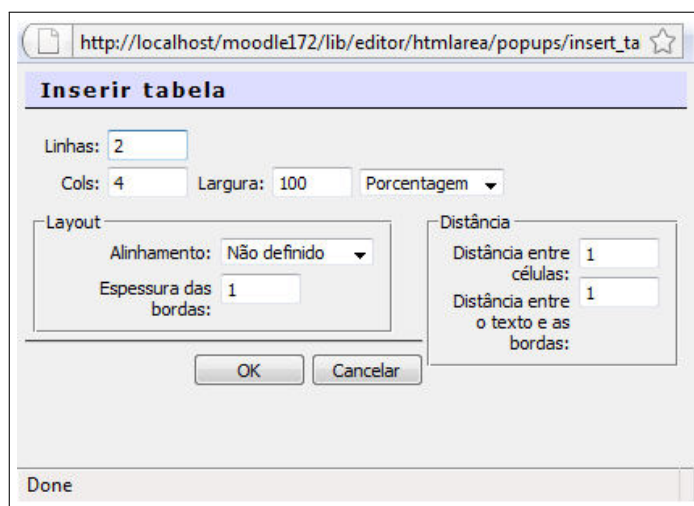 http://localhost/moodle172/lib/editor/htmlarea/popups/insert_ta
Inserir tabela
Linhas: 2
Cols: 4 Largura: 100 Porcentagem
Layout
Alinhamento: Não definido
Espessura das bordas: 1
Distância
Distância entre células: 1
Distância entre o texto e as bordas: 1
OK Cancelar
Done